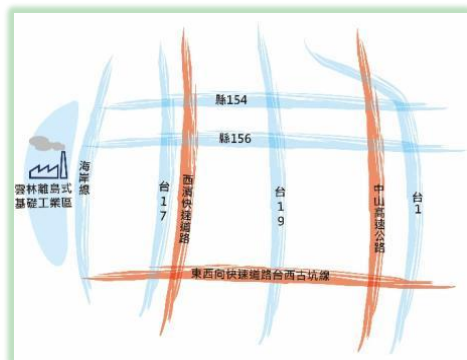 縣154
縣156
雲林離島式
基礎工業區
海岸線
台17
西濱快速道路
台19
中山高速公路
台1
東西向快速道路台西古坑線